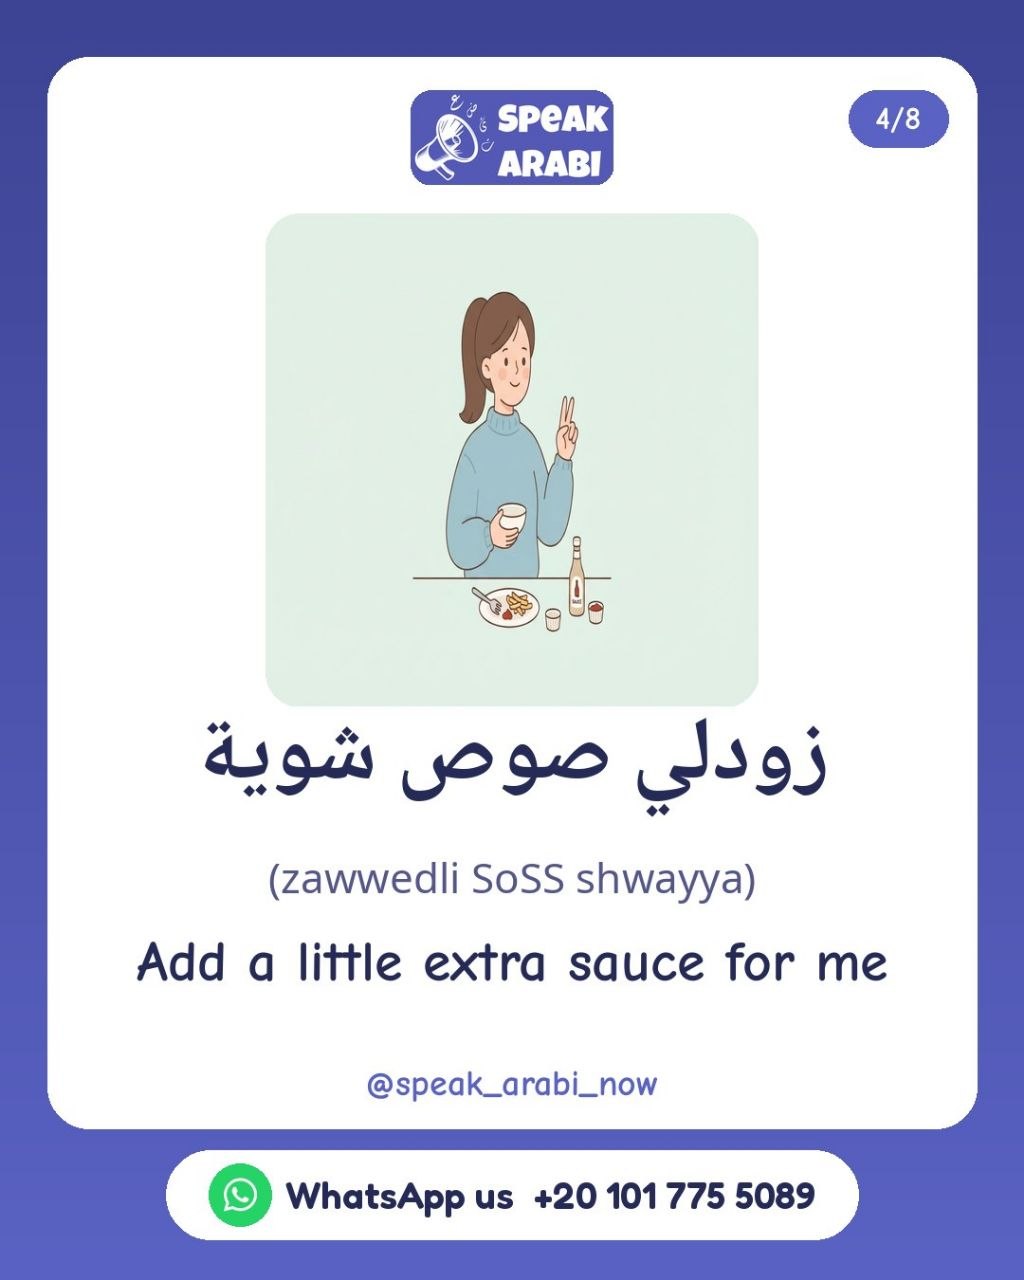 SPEAK
ARABI
4/8
SAUCE
زودلي صوص شوية
(zawwedli SoSS shwayya)
Add a little extra sauce for me
@speak_arabi_now
WhatsApp us +20 101 775 5089